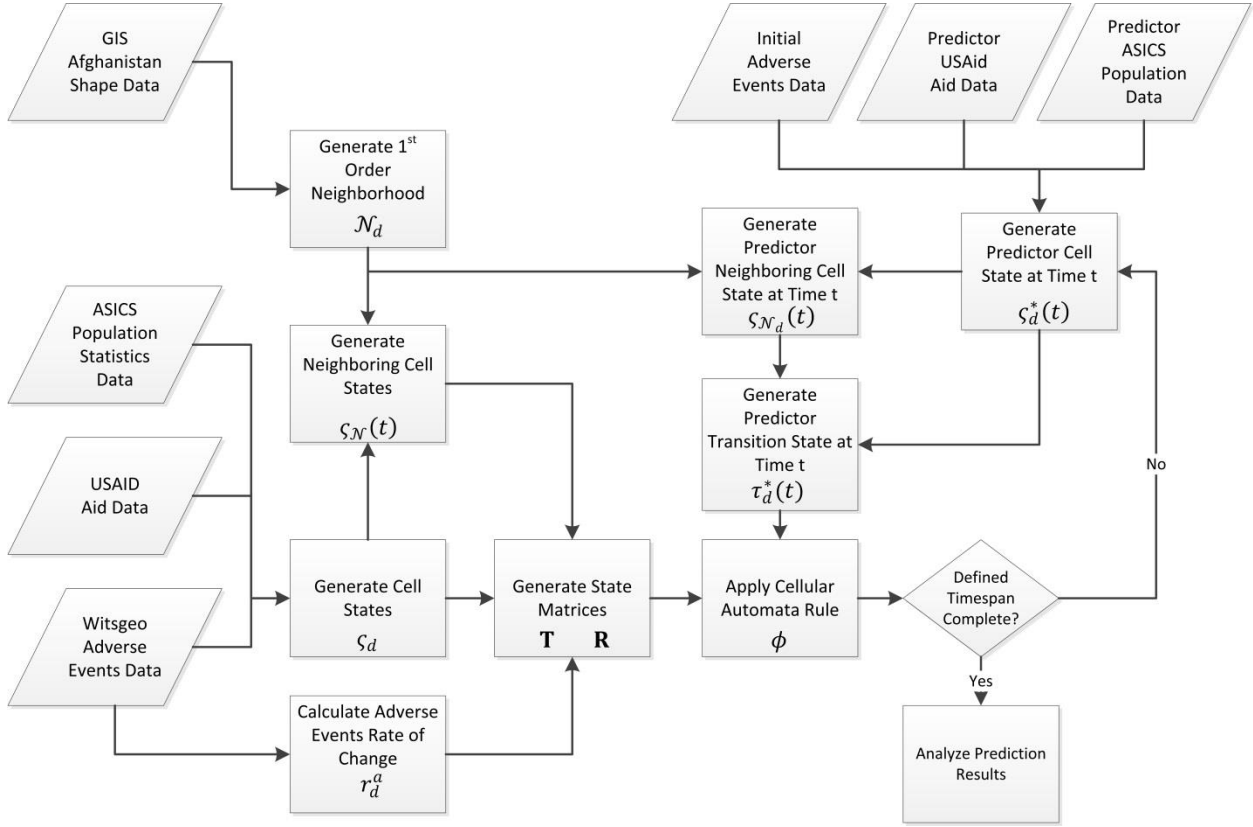 GIS
Afghanistan
Shape Data
Initial
Adverse
Events Data
Predictor
USAid
Aid Data
Predictor
ASICS
Population
Data
Generate 1st
Order
Neighborhood
𝒩d
Generate
Predictor
Neighboring Cell
State at Time t
ς𝒩d(t)
Generate
Predictor Cell
State at Time t
ς*d(t)
ASICS
Population
Statistics
Data
Generate
Neighboring Cell
States
ς𝒩(t)
Generate
Predictor
Transition State at
Time t
τ*d(t)
No
USAID
Aid Data
Generate Cell
States
ςd
Generate State
Matrices
T R
Apply Cellular
Automata Rule
ϕ
Defined
Timespan
Complete?
Witsgeo
Adverse
Events Data
Yes
Calculate Adverse
Events Rate of
Change
rad
Analyze Prediction
Results